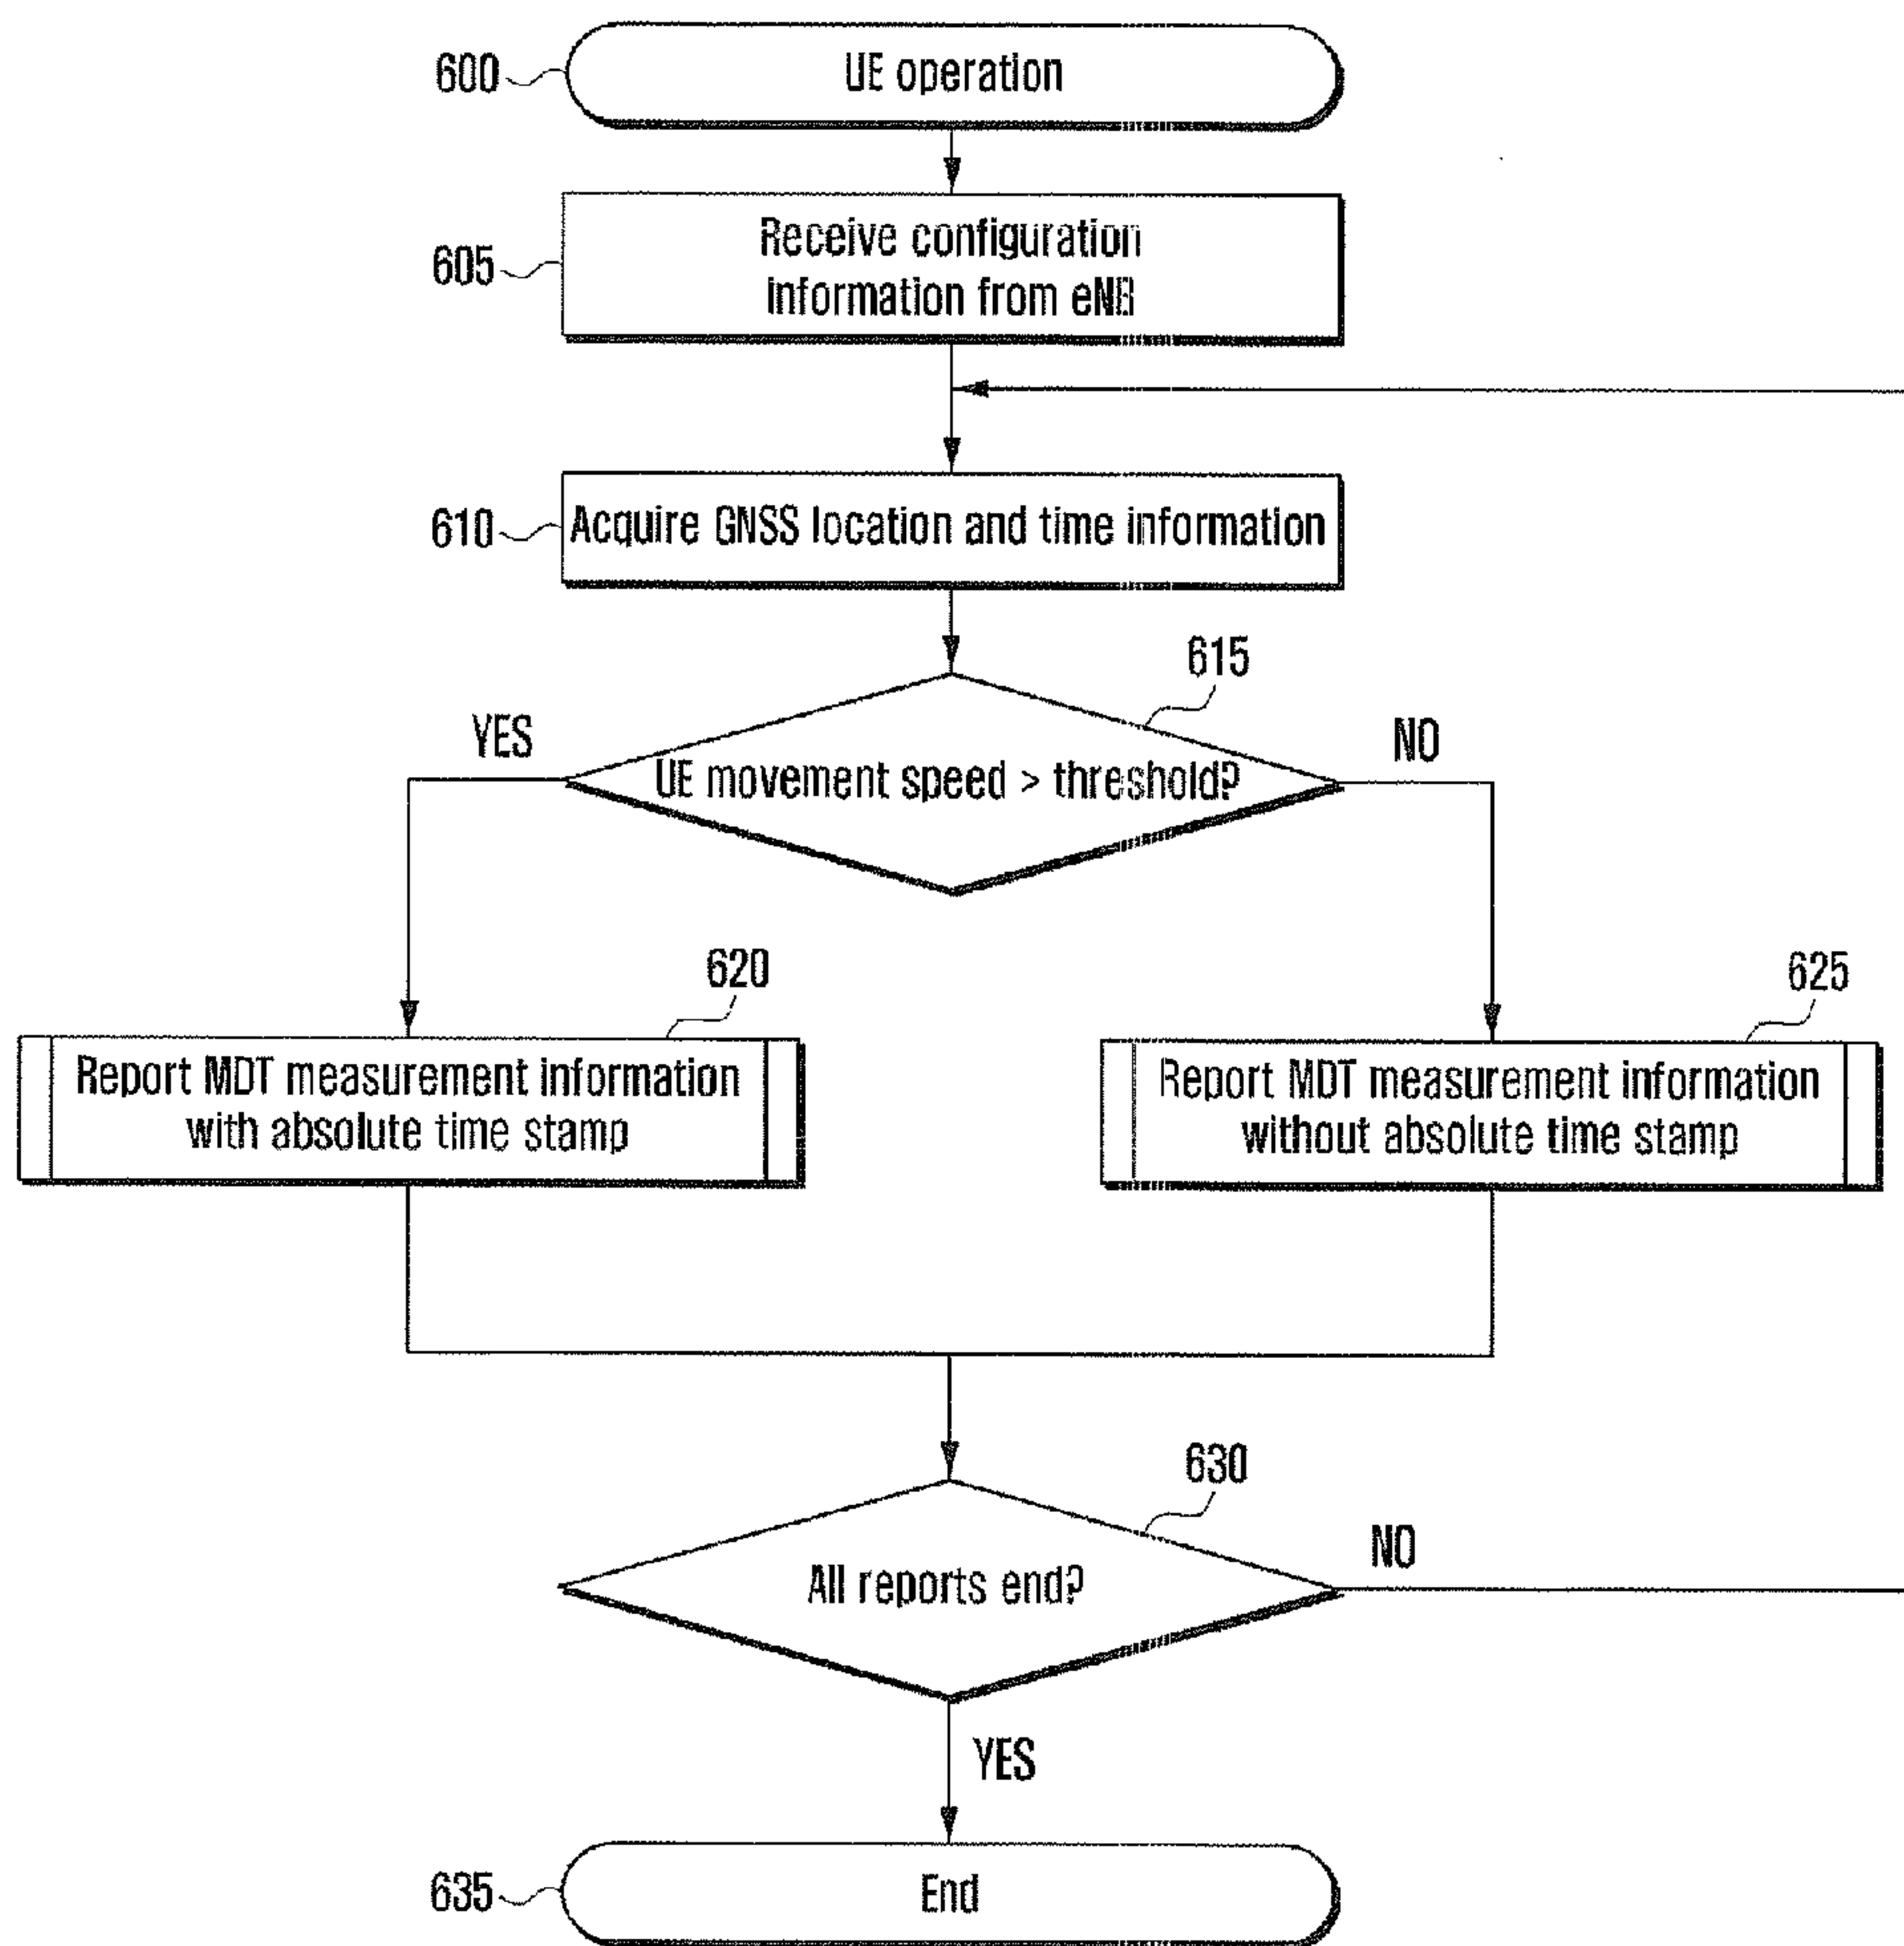 600
UE operation
605
Receive configuration
information from eNB
610
Acquire GNSS location and time information
615
YES
NO
UE movement speed > threshold?
620
625
Report MDT measurement information
with absolute time stamp
Report MDT measurement information
without absolute time stamp
630
NO
All reports end?
YES
635
End